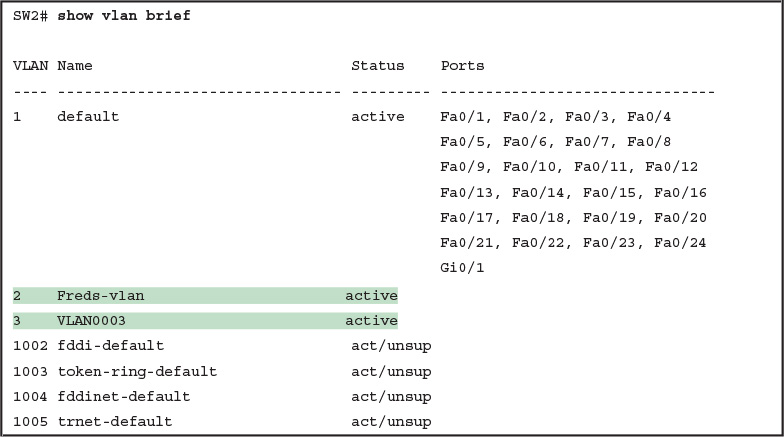 SW2# show vlan brief
VLAN Name Status Ports
---- -------------------------------- --------- -------------------------------
1 default active Fa0/1, Fa0/2, Fa0/3, Fa0/4
Fa0/5, Fa0/6, Fa0/7, Fa0/8
Fa0/9, Fa0/10, Fa0/11, Fa0/12
Fa0/13, Fa0/14, Fa0/15, Fa0/16
Fa0/17, Fa0/18, Fa0/19, Fa0/20
Fa0/21, Fa0/22, Fa0/23, Fa0/24
Gi0/1
2 Freds-vlan active
3 VLAN0003 active
1002 fddi-default act/unsup
1003 token-ring-default act/unsup
1004 fddinet-default act/unsup
1005 trnet-default act/unsup